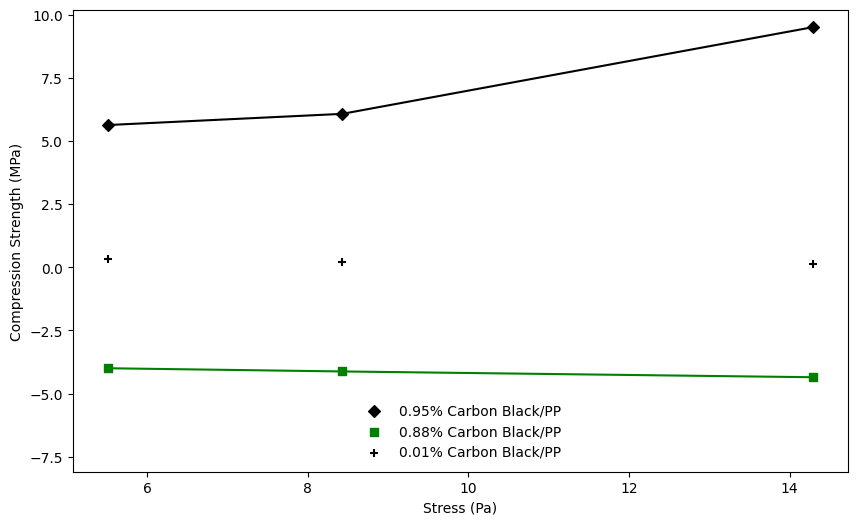 10.0
7.5
5.0
2.5
0.0
−2.5
−5.0
−7.5
Compression Strength (MPa)
0.95% Carbon Black/PP
0.88% Carbon Black/PP
0.01% Carbon Black/PP
6 8 10 12 14
Stress (Pa)